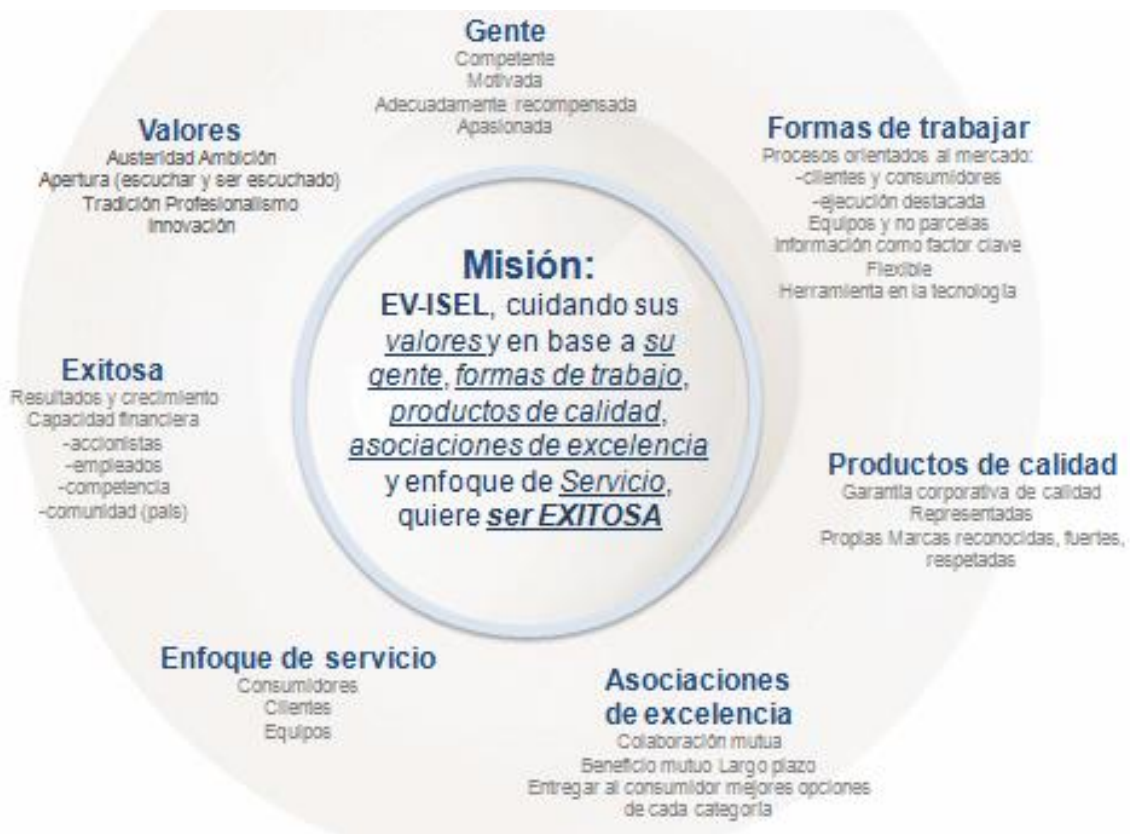 Gente
Competente
Motivada
Adecuadamente recompensada
Apasionada
Valores
Austeridad Ambición
Apertura (escuchar y ser escuchado)
Tradición Profesionalismo
Innovación
Formas de trabajar
Procesos orientados al mercado:
-clientes y consumidores
-ejecución destacada
Equipos y no parcelas
Información como factor clave
Flexible
Herramienta en la tecnología
Misión:
EV-ISEL, cuidando sus
valores y en base a su
gente, formas de trabajo,
productos de calidad,
asociaciones de excelencia
y enfoque de Servicio,
quiere ser EXITOSA
Exitosa
Resultados y crecimiento
Capacidad financiera
-accionistas
-empleados
-competencia
-comunidad (país)
Productos de calidad
Garantía corporativa de calidad
Representadas
Propias Marcas reconocidas, fuertes,
respetadas
Enfoque de servicio
Consumidores
Clientes
Equipos
Asociaciones
de excelencia
Colaboración mutua
Beneficio mutuo Largo plazo
Entregar al consumidor mejores opciones
de cada categoría